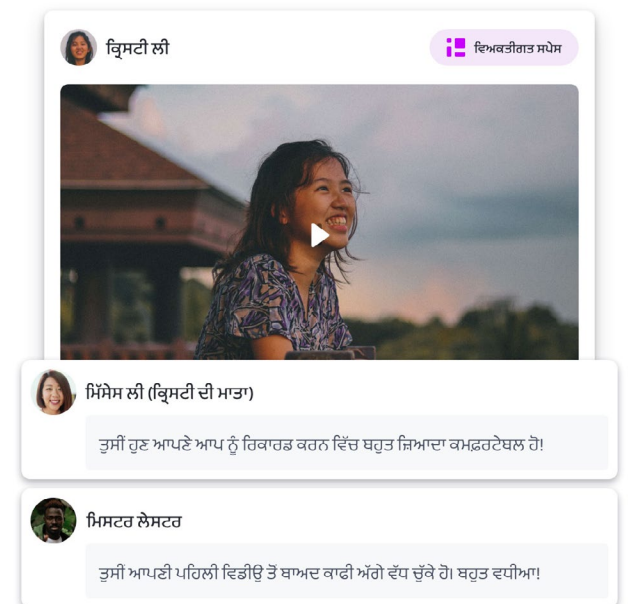 ਕ੍ਰਿਸਟੀ ਲੀ
ਵਿਅਕਤੀਗਤ ਸਪੇਸ
ਮਿੱਸੇਸ ਲੀ (ਕ੍ਰਿਸਟੀ ਦੀ ਮਾਤਾ)
ਤੁਸੀਂ ਹੁਣ ਆਪਣੇ ਆਪ ਨੂੰ ਰਿਕਾਰਡ ਕਰਨ ਵਿੱਚ ਬਹੁਤ ਜ਼ਿਆਦਾ ਕਮਫ਼ਰਟੇਬਲ ਹੋ!
ਮਿਸਟਰ ਲੇਸਟਰ
ਤੁਸੀਂ ਆਪਣੀ ਪਹਿਲੀ ਵਿਡੀਉ ਤੋਂ ਬਾਅਦ ਕਾਫੀ ਅੱਗੇ ਵੱਧ ਚੁੱਕੇ ਹੋ। ਬਹੁਤ ਵਧੀਆ!